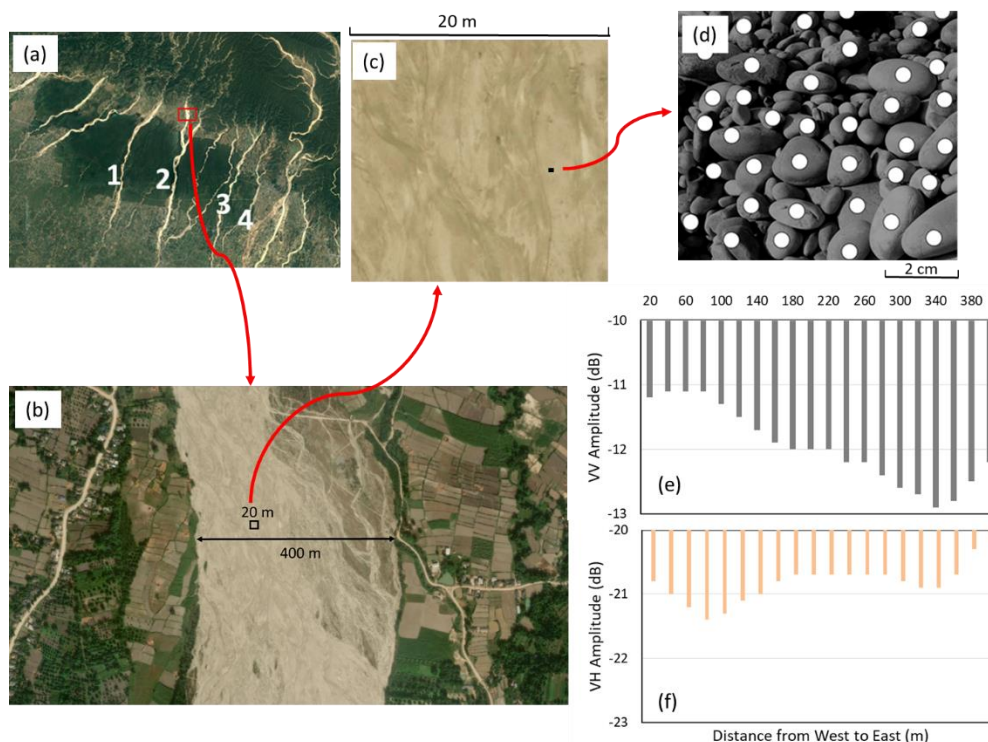 (a)
1
2
3
4
20 m
(c)
(d)
2 cm
(b)
20 m
400 m
20 60 100 140 180 220 260 300 340 380
-10
-11
-12
-13
VV Amplitude (dB)
(e)
-20
-21
-22
-23
VH Amplitude (dB)
(f)
Distance from West to East (m)